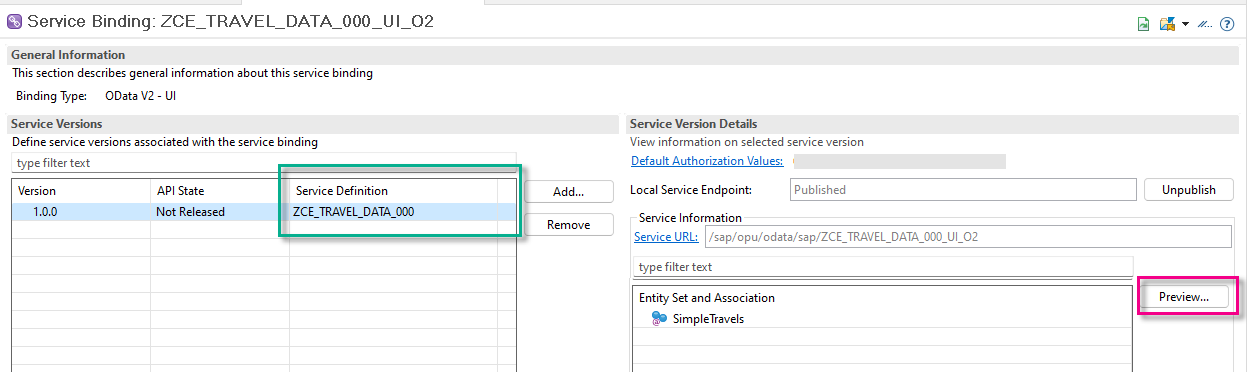 Service Binding: ZCE_TRAVEL_DATA_000_UI_O2
General Information
This section describes general information about this service binding
Binding Type: OData V2 - UI
Service Versions
Define service versions associated with the service binding
type filter text
Version API State Service Definition
1.0.0 Not Released ZCE_TRAVEL_DATA_000
Add...
Remove
Service Version Details
View information on selected service version
Default Authorization Values:
Local Service Endpoint: Published Unpublish
Service Information
Service URL: /sap/opu/odata/sap/ZCE_TRAVEL_DATA_000_UI_O2
type filter text
Entity Set and Association
Preview...
SimpleTravels